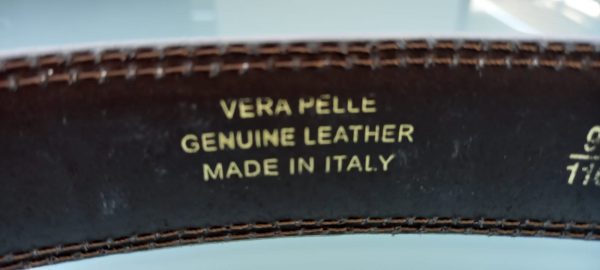 VERA PELLE
GENUINE LEATHER
MADE IN ITALY